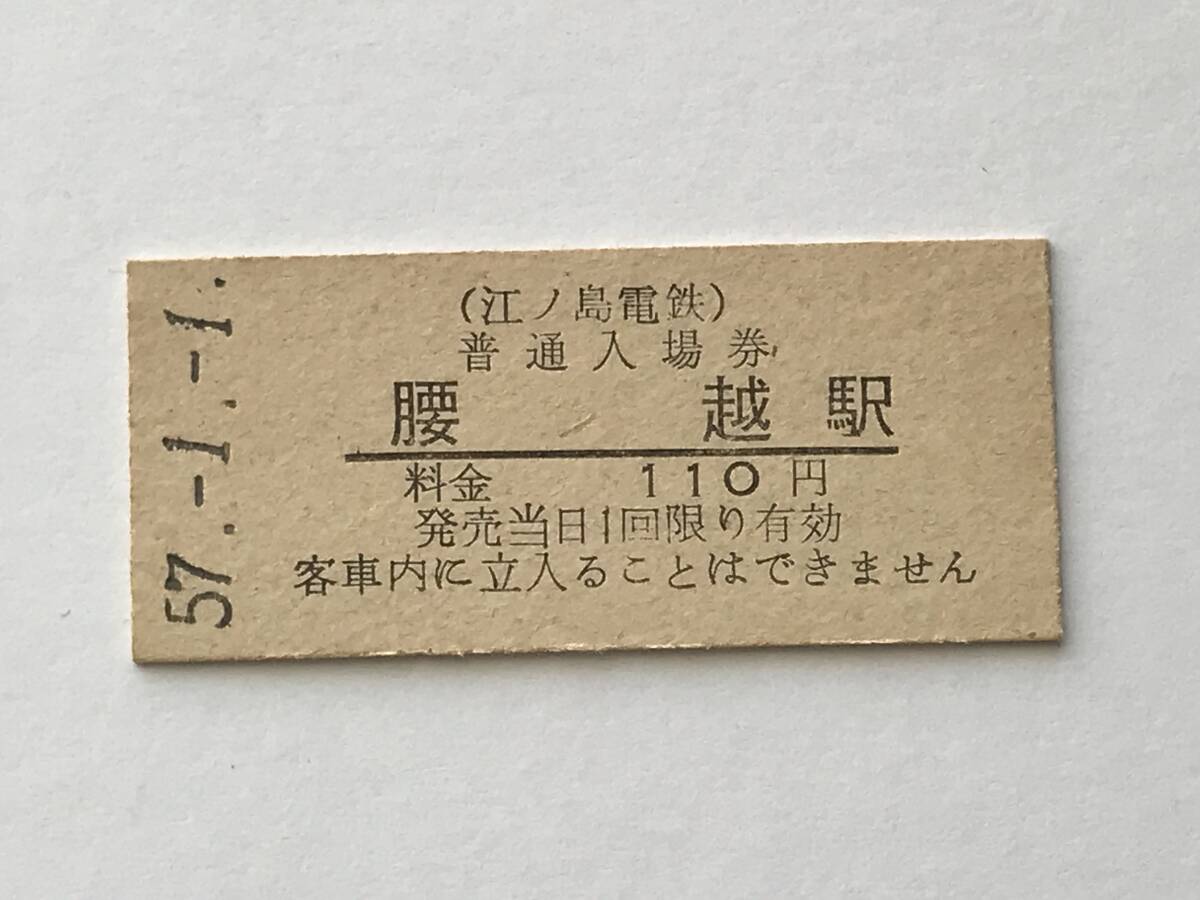 57.-1.-1.
(江ノ島電鉄)
普通入場券
腰越駅
料金 110円
発売当日1回限り有効
客車内に立入ることはできません